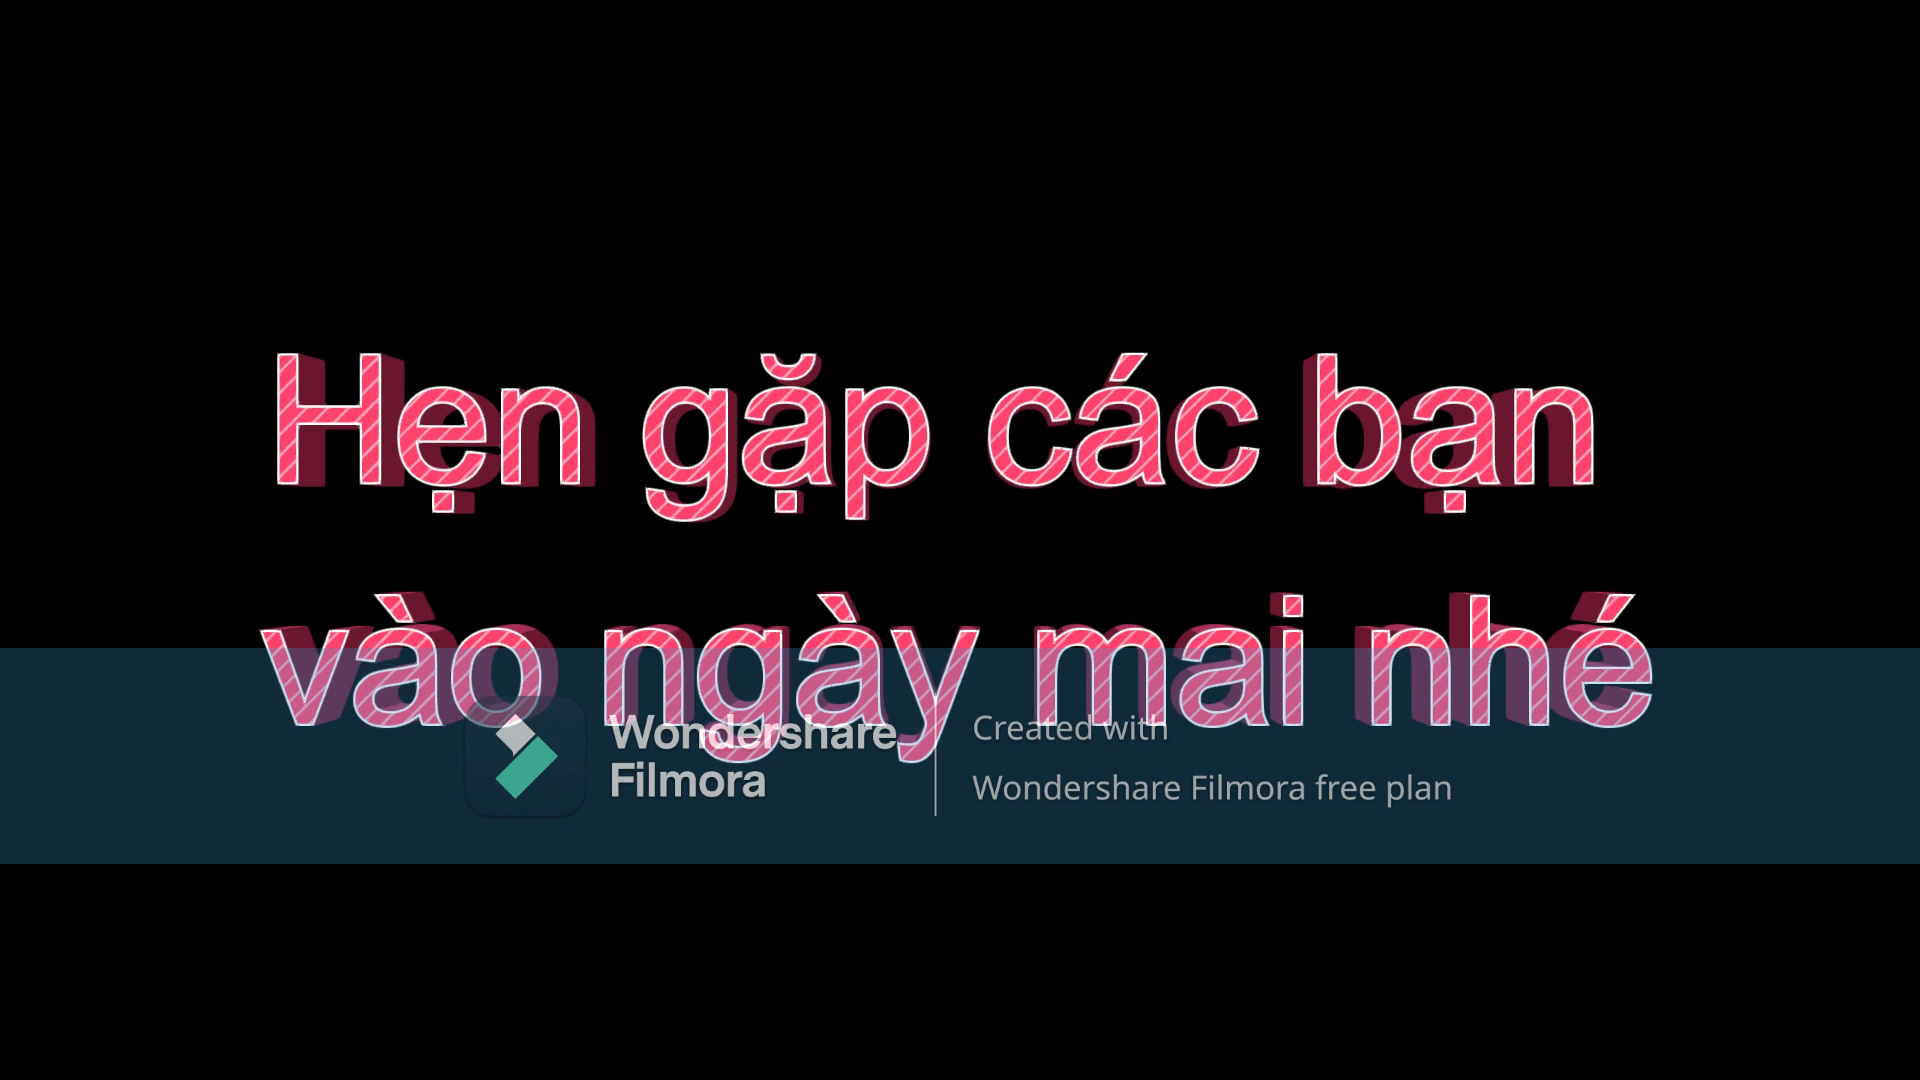 Hẹn gặp các bạn
vào ngày mai nhé
Wondershare
Filmora
Created with
Wondershare Filmora free plan